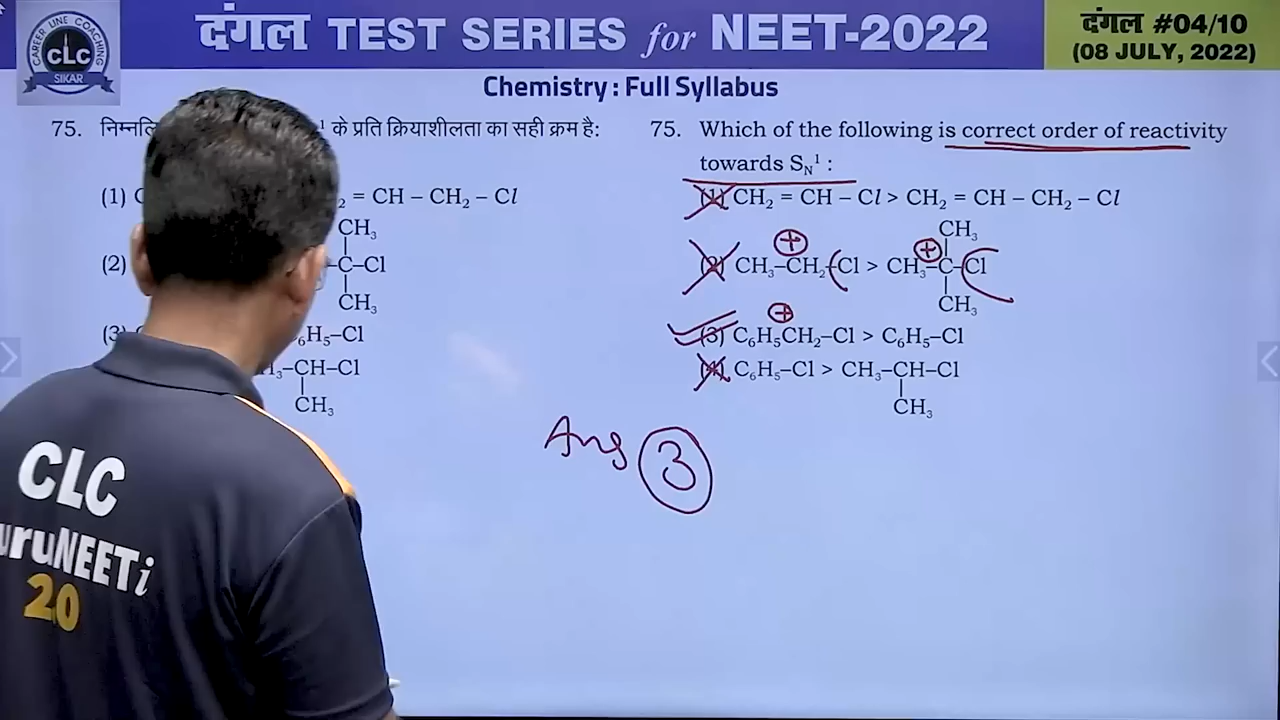 दंगल TEST SERIES for NEET-2022
दंगल #04/10
(08 JULY, 2022)
CAREER LINE COACHING
CLC
SIKAR
Chemistry : Full Syllabus
75. ¹ के प्रति क्रियाशीलता का सही क्रम है:
(1) = CH – CH₂ – Cl
CH₃
(2) –C–Cl
CH₃
(3) H₅–Cl
–CH–Cl
CH₃
75. Which of the following is correct order of reactivity
towards S_N¹ :
(1) CH₂ = CH – Cl > CH₂ = CH – CH₂ – Cl
CH₃
(2) CH₃–CH₂–Cl > CH₃–C–Cl
CH₃
(3) C₆H₅CH₂–Cl > C₆H₅–Cl
(4) C₆H₅–Cl > CH₃–CH–Cl
CH₃
+
+
+
Ans 3
CLC
uruNEETi
20